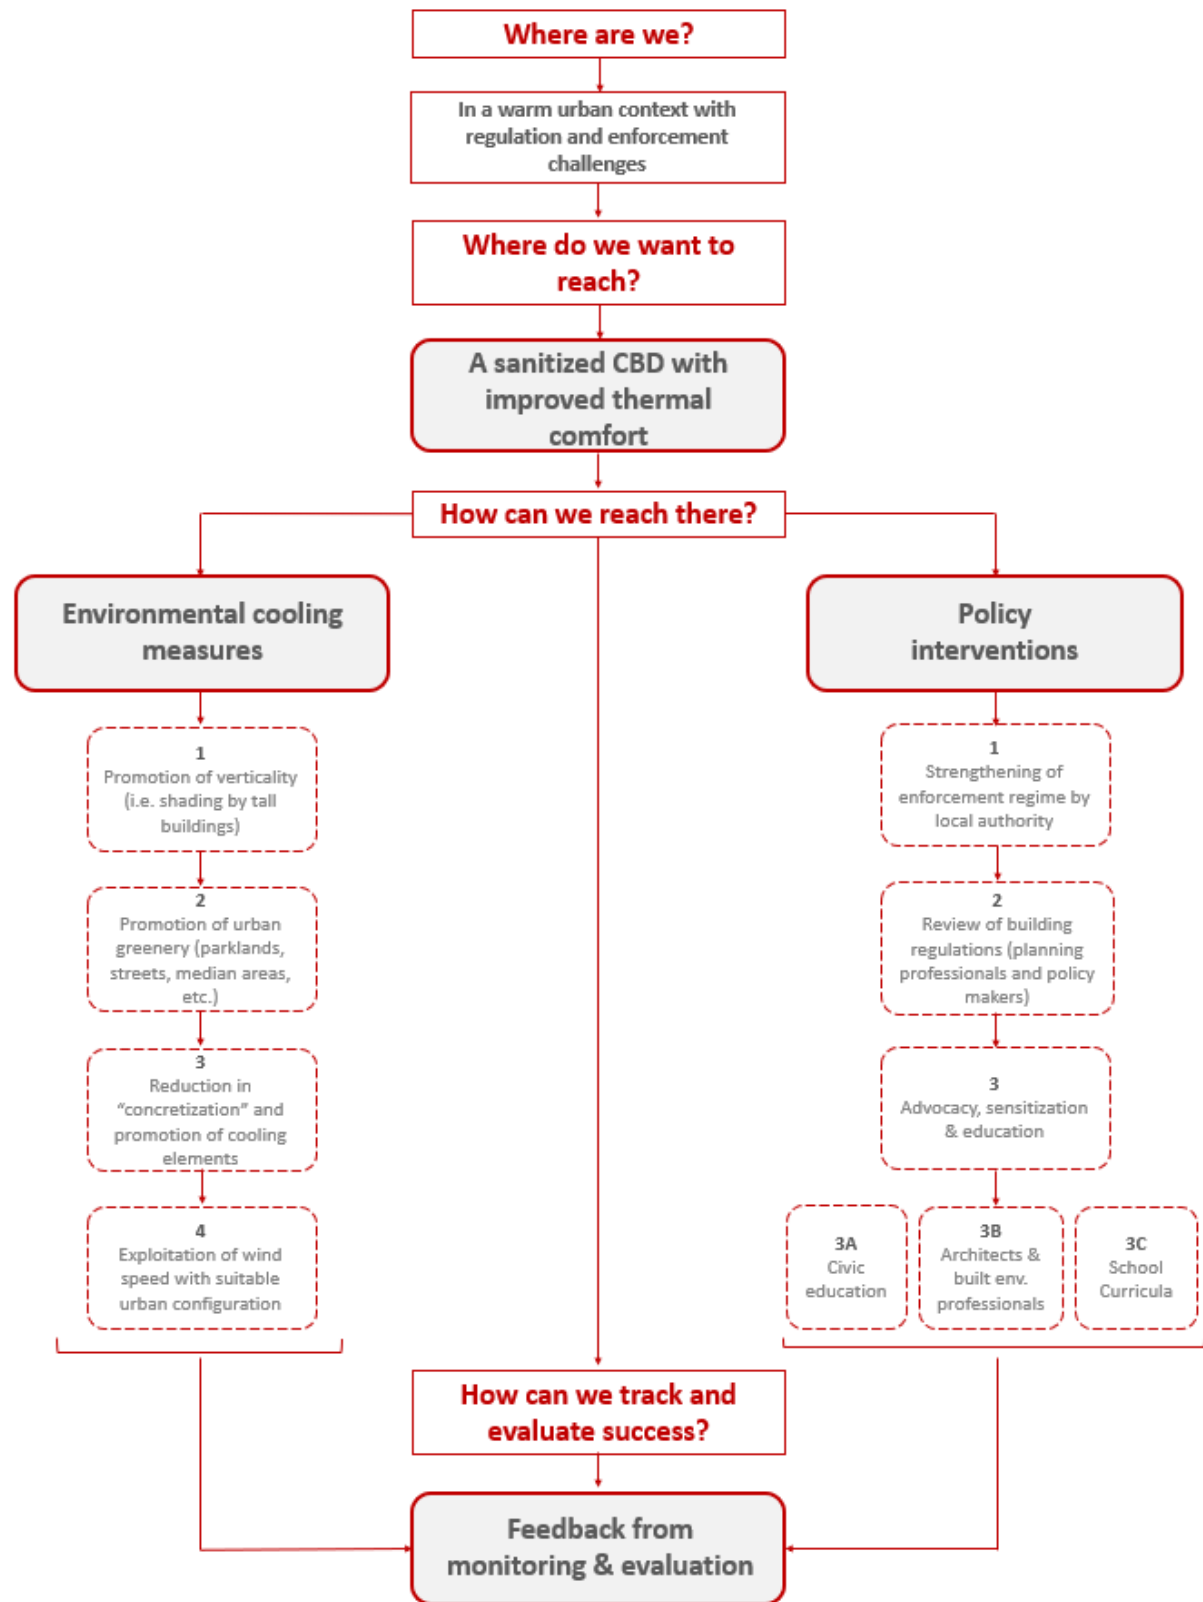 Where are we?
In a warm urban context with
regulation and enforcement
challenges
Where do we want to
reach?
A sanitized CBD with
improved thermal
comfort
How can we reach there?
Environmental cooling
measures
1
Promotion of verticality
(i.e. shading by tall
buildings)
2
Promotion of urban
greenery (parklands,
streets, median areas,
etc.)
3
Reduction in
“concretization” and
promotion of cooling
elements
4
Exploitation of wind
speed with suitable
urban configuration
Policy
interventions
1
Strengthening of
enforcement regime by
local authority
2
Review of building
regulations (planning
professionals and policy
makers)
3
Advocacy, sensitization
& education
3A
Civic
education
3B
Architects &
built env.
professionals
3C
School
Curricula
How can we track and
evaluate success?
Feedback from
monitoring & evaluation